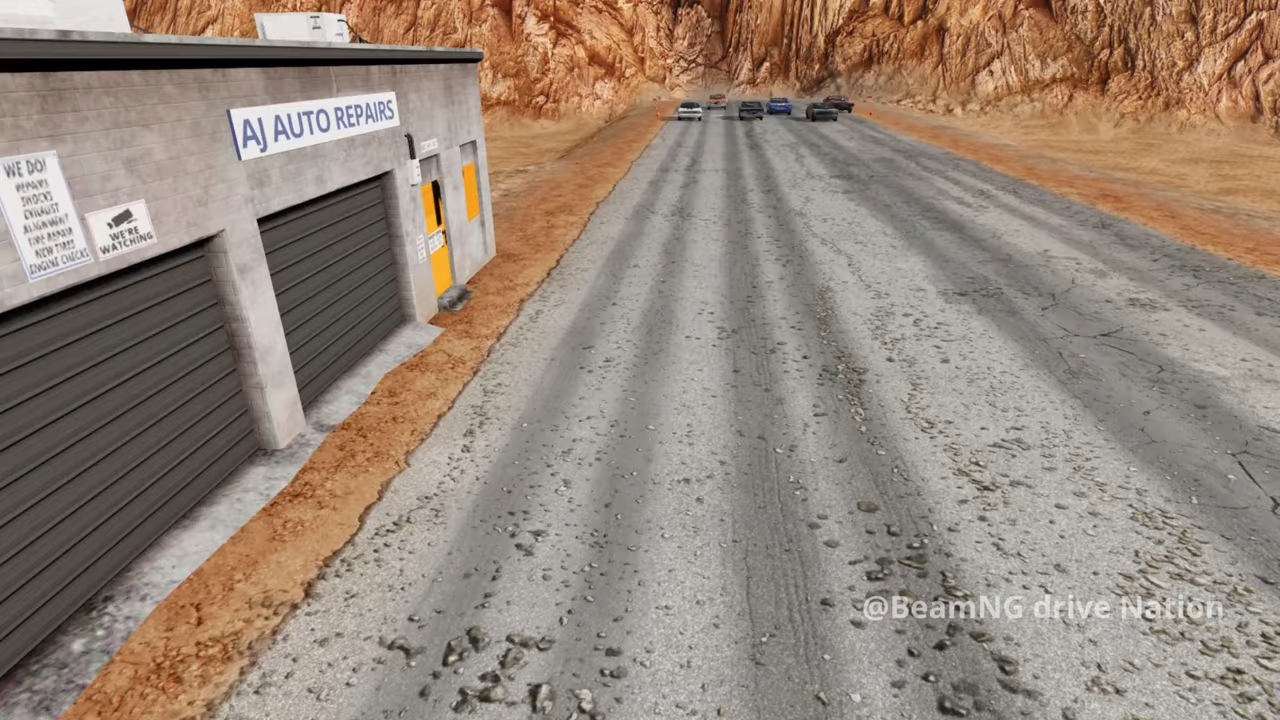 AJ AUTO REPAIRS
WE DO!
REPAIRS
SHOCKS
EXHAUST
ALIGNMENT
TIRE REPAIR
NEW TIRES
ENGINE CHECKS
WE'RE
WATCHING
@BeamNG drive Nation